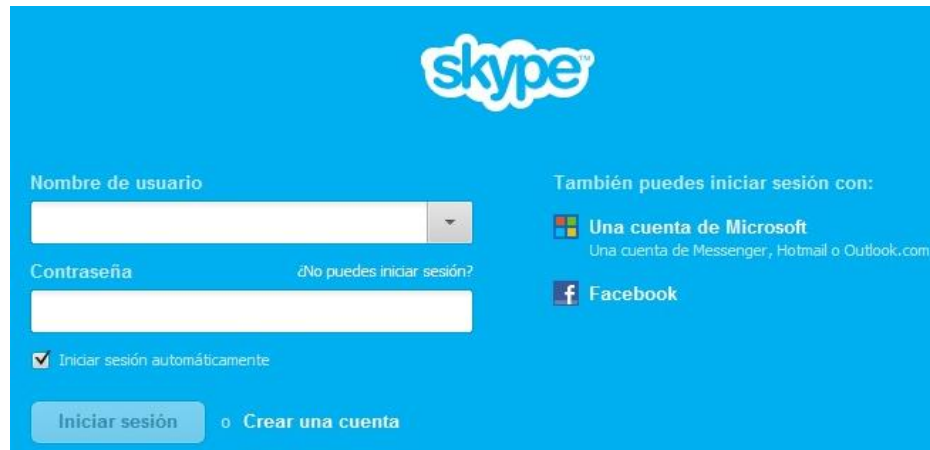 skype™
Nombre de usuario
Contraseña
¿No puedes iniciar sesión?
Iniciar sesión automáticamente
Iniciar sesión o Crear una cuenta
También puedes iniciar sesión con:
Una cuenta de Microsoft
Una cuenta de Messenger, Hotmail o Outlook.com
Facebook